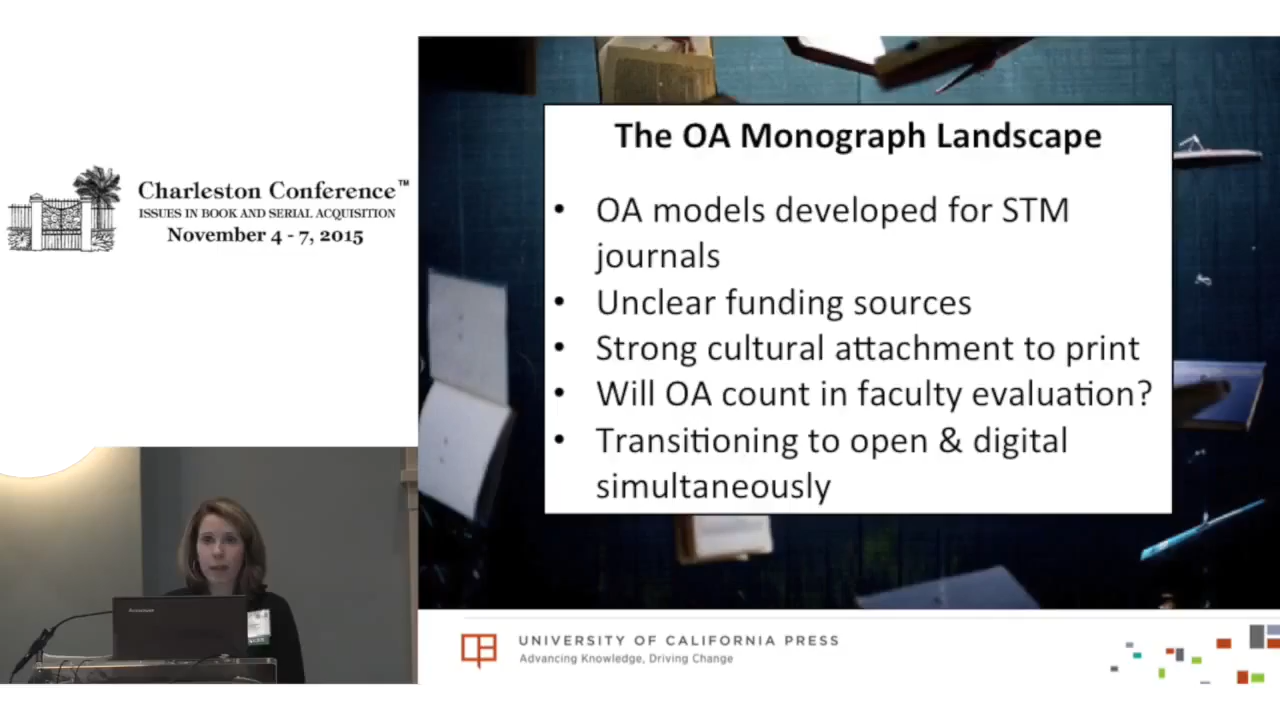 Charleston Conference™
ISSUES IN BOOK AND SERIAL ACQUISITION
November 4 - 7, 2015
The OA Monograph Landscape
• OA models developed for STM
journals
• Unclear funding sources
• Strong cultural attachment to print
• Will OA count in faculty evaluation?
• Transitioning to open & digital
simultaneously
UNIVERSITY OF CALIFORNIA PRESS
Advancing Knowledge, Driving Change